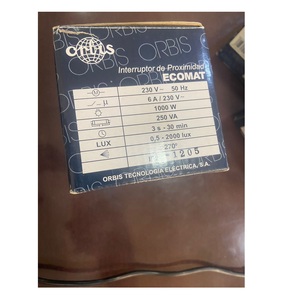 ORBIS ORBIS
ORBIS
Interruptor de Proximidad
ECOMAT
230 V~ 50 Hz
µ 6 A / 230 V~
1000 W
250 VA
3 s - 30 min
LUX 0,5 - 2000 lux
270°
1205
ORBIS TECNOLOGIA ELECTRICA, S.A.